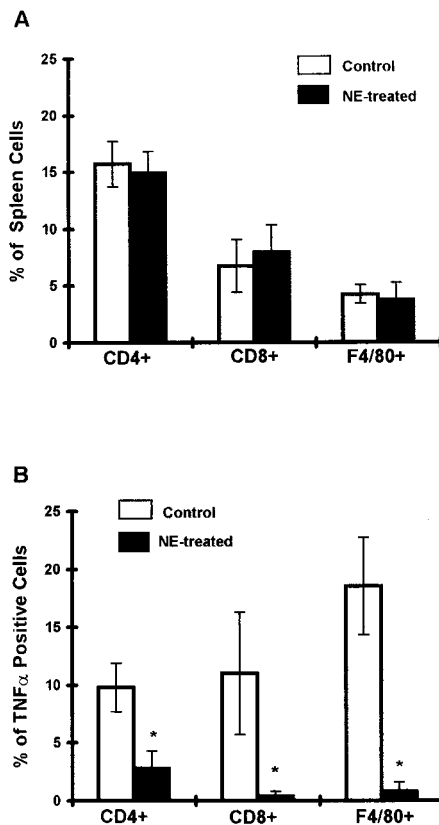 A
% of Spleen Cells
25
20
15
10
5
0
Control
NE-treated
CD4+
CD8+
F4/80+
B
% of TNFα Positive Cells
25
20
15
10
5
0
Control
NE-treated
*
*
*
CD4+
CD8+
F4/80+